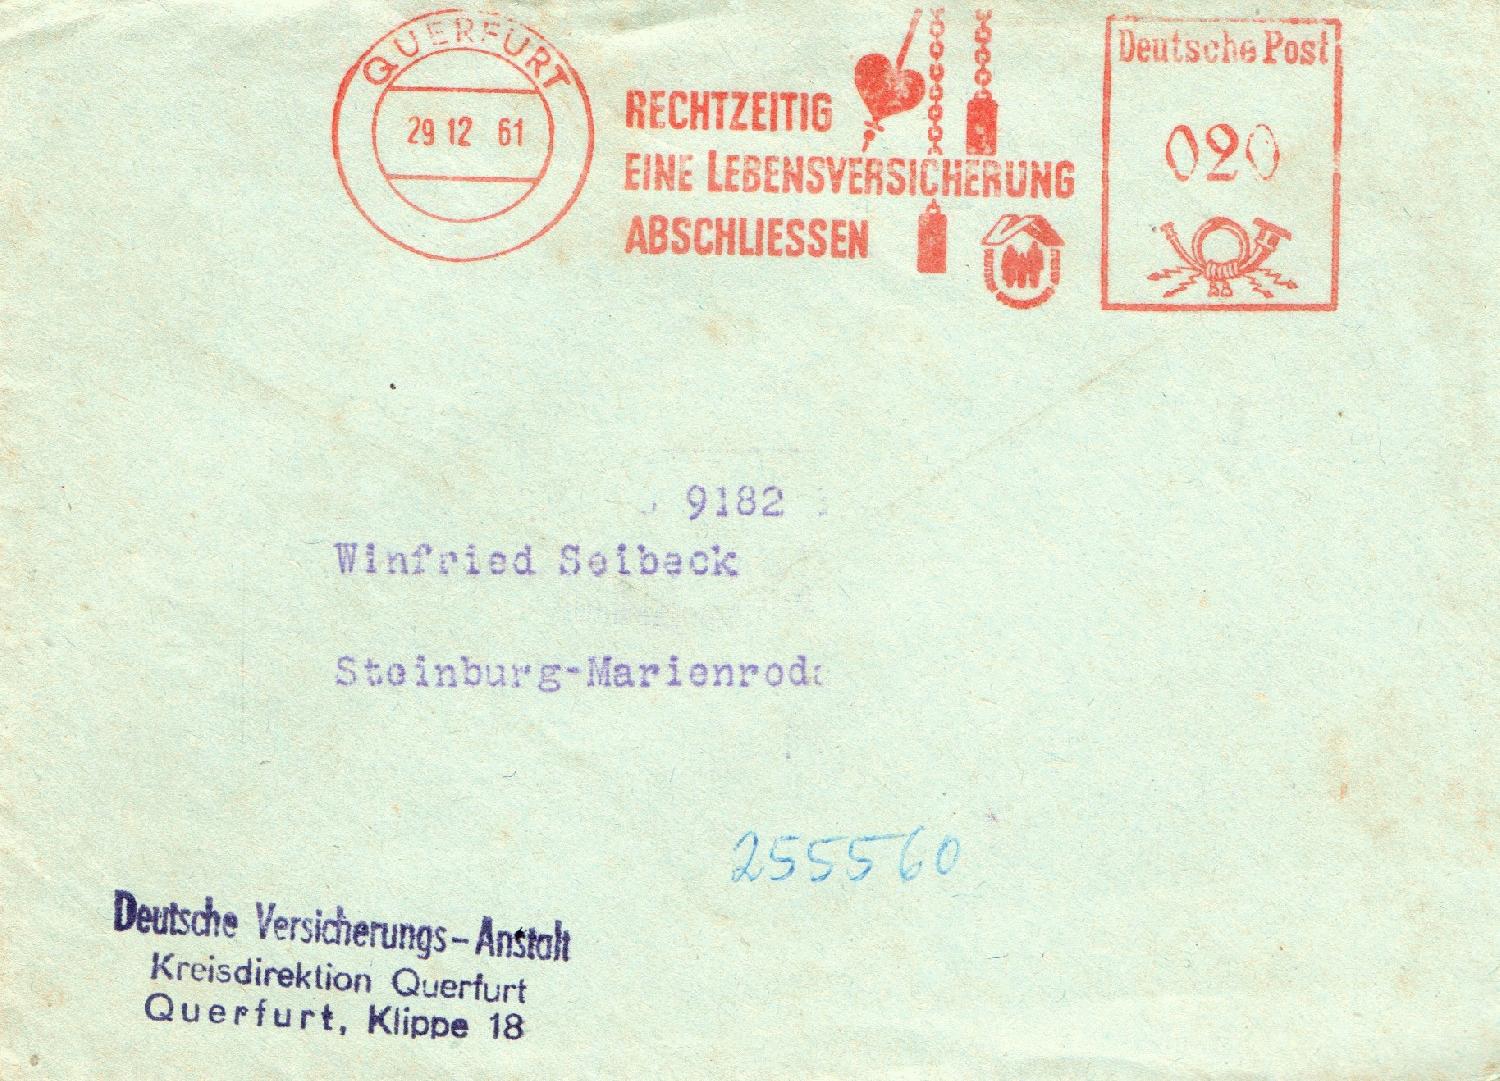 QUERFURT
29 12 61
RECHTZEITIG
EINE LEBENSVERSICHERUNG
ABSCHLIESSEN
Deutsche Post
020
9182
Winfried Seibeck
Steinburg-Marienroda
255560
Deutsche Versicherungs-Anstalt
Kreisdirektion Querfurt
Querfurt, Klippe 18